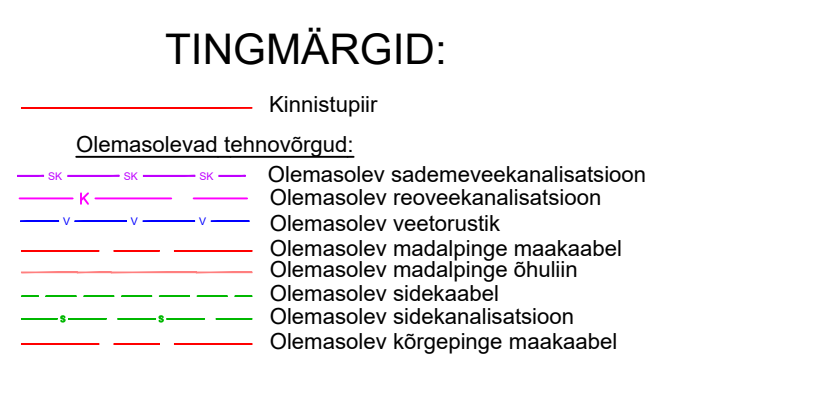 TINGMÄRGID:
Kinnistupiir
Olemasolevad tehnovõrgud:
SK SK SK Olemasolev sademeveekanalisatsioon
K Olemasolev reoveekanalisatsioon
V V V Olemasolev veetorustik
Olemasolev madalpinge maakaabel
Olemasolev madalpinge õhuliin
Olemasolev sidekaabel
s s Olemasolev sidekanalisatsioon
Olemasolev kõrgepinge maakaabel